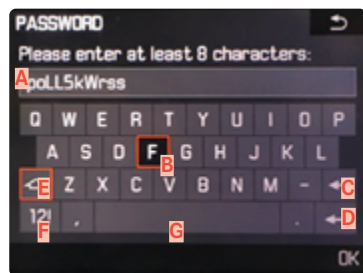 PASSWORD
Please enter at least 8 characters:
A poLL5kWrss
Q W E R T Y U I O P
A S D F G H J K L
B
E Z X C V B N M - C
12! , . D
F G
OK